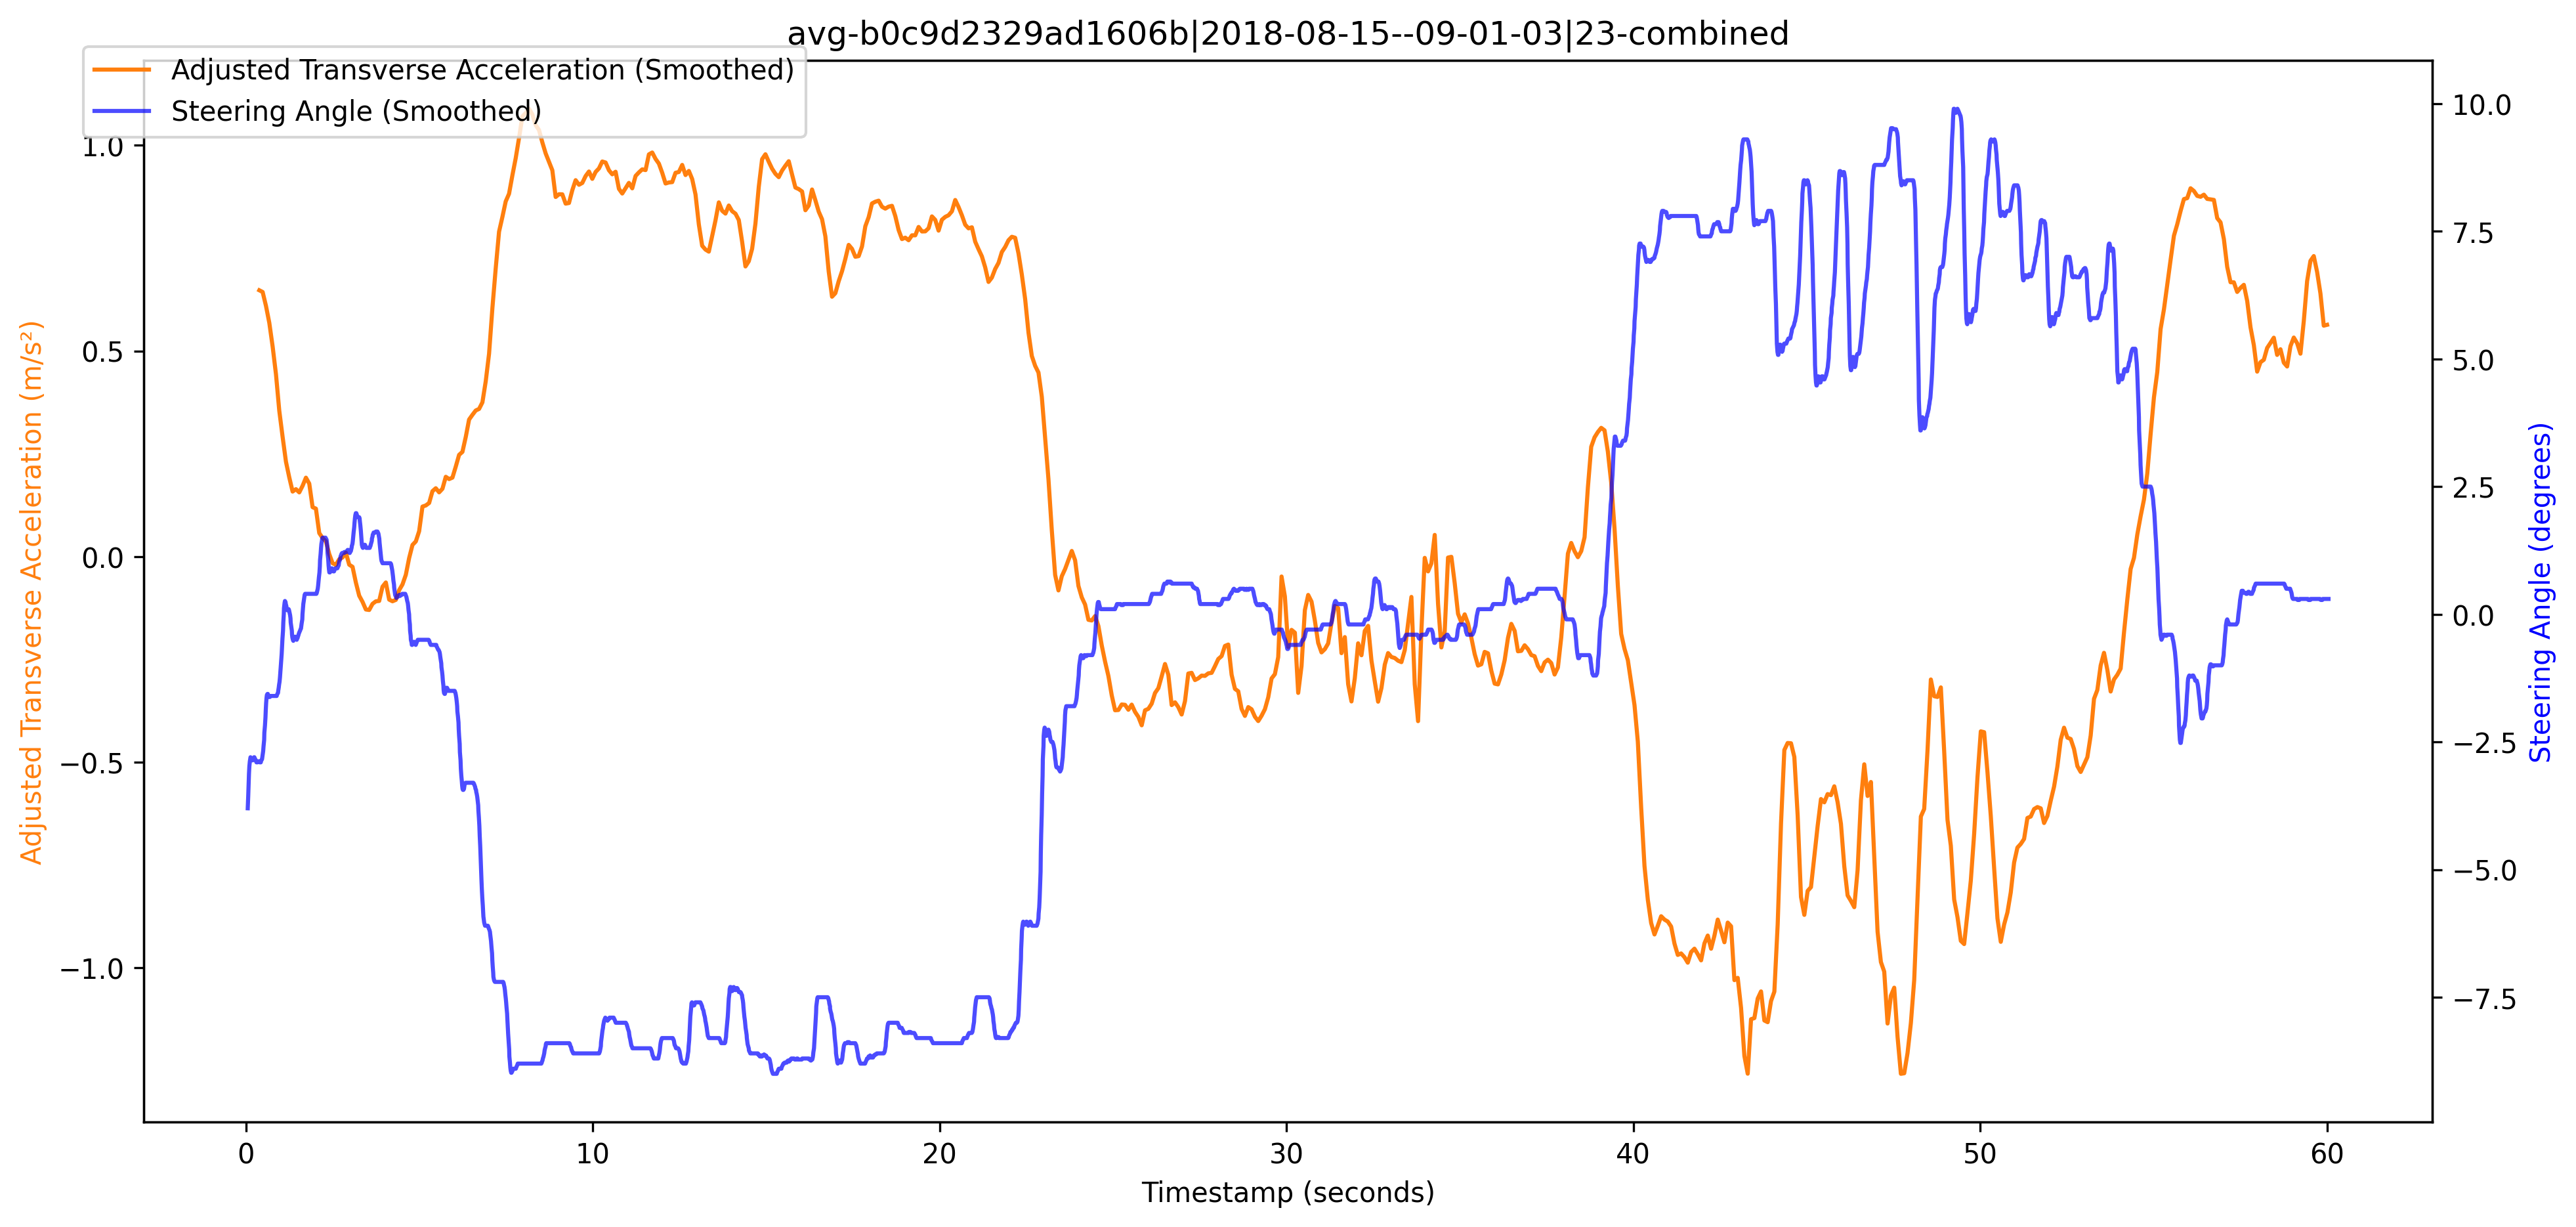 avg-b0c9d2329ad1606b|2018-08-15--09-01-03|23-combined
Adjusted Transverse Acceleration (Smoothed)
Steering Angle (Smoothed)
Adjusted Transverse Acceleration (m/s²)
1.0
0.5
0.0
−0.5
−1.0
10.0
7.5
5.0
2.5
0.0
−2.5
−5.0
−7.5
Steering Angle (degrees)
0 10 20 30 40 50 60
Timestamp (seconds)